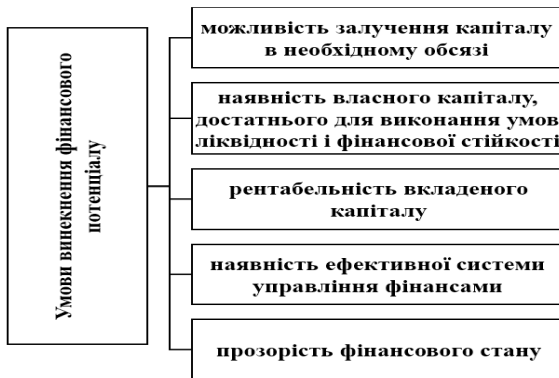 Умови винекнення фінансового
потенціалу
можливість залучення капіталу
в необхідному обсязі
наявність власного капіталу,
достатнього для виконання умов
ліквідності і фінансової стійкості
рентабельність вкладеного
капіталу
наявність ефективної системи
управління фінансами
прозорість фінансового стану